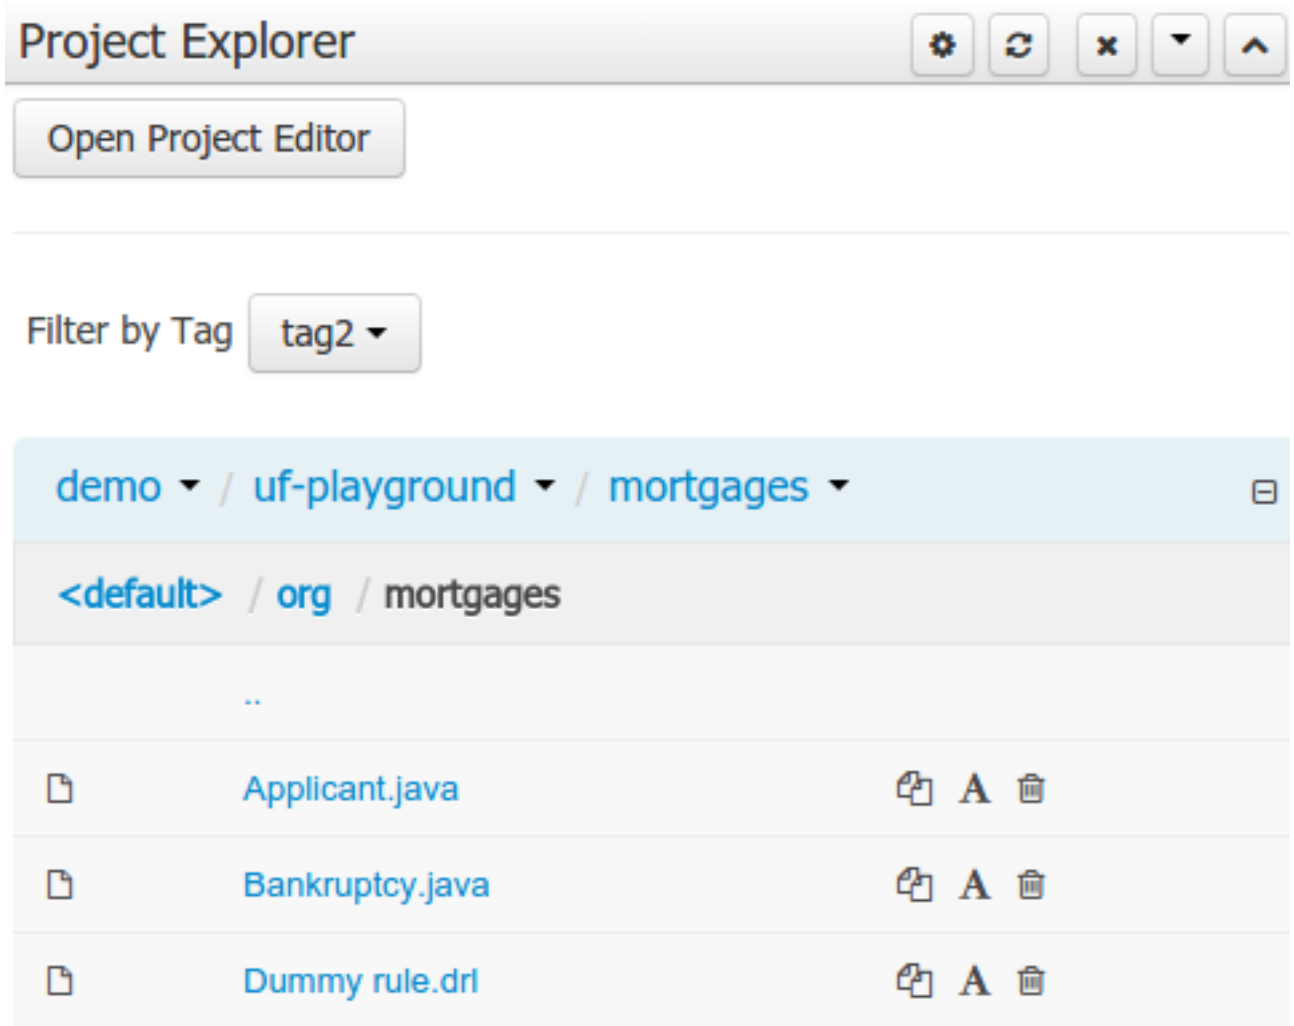 Project Explorer
Open Project Editor
Filter by Tag tag2
demo / uf-playground / mortgages
<default> / org / mortgages
..
Applicant.java
Bankruptcy.java
Dummy rule.drl